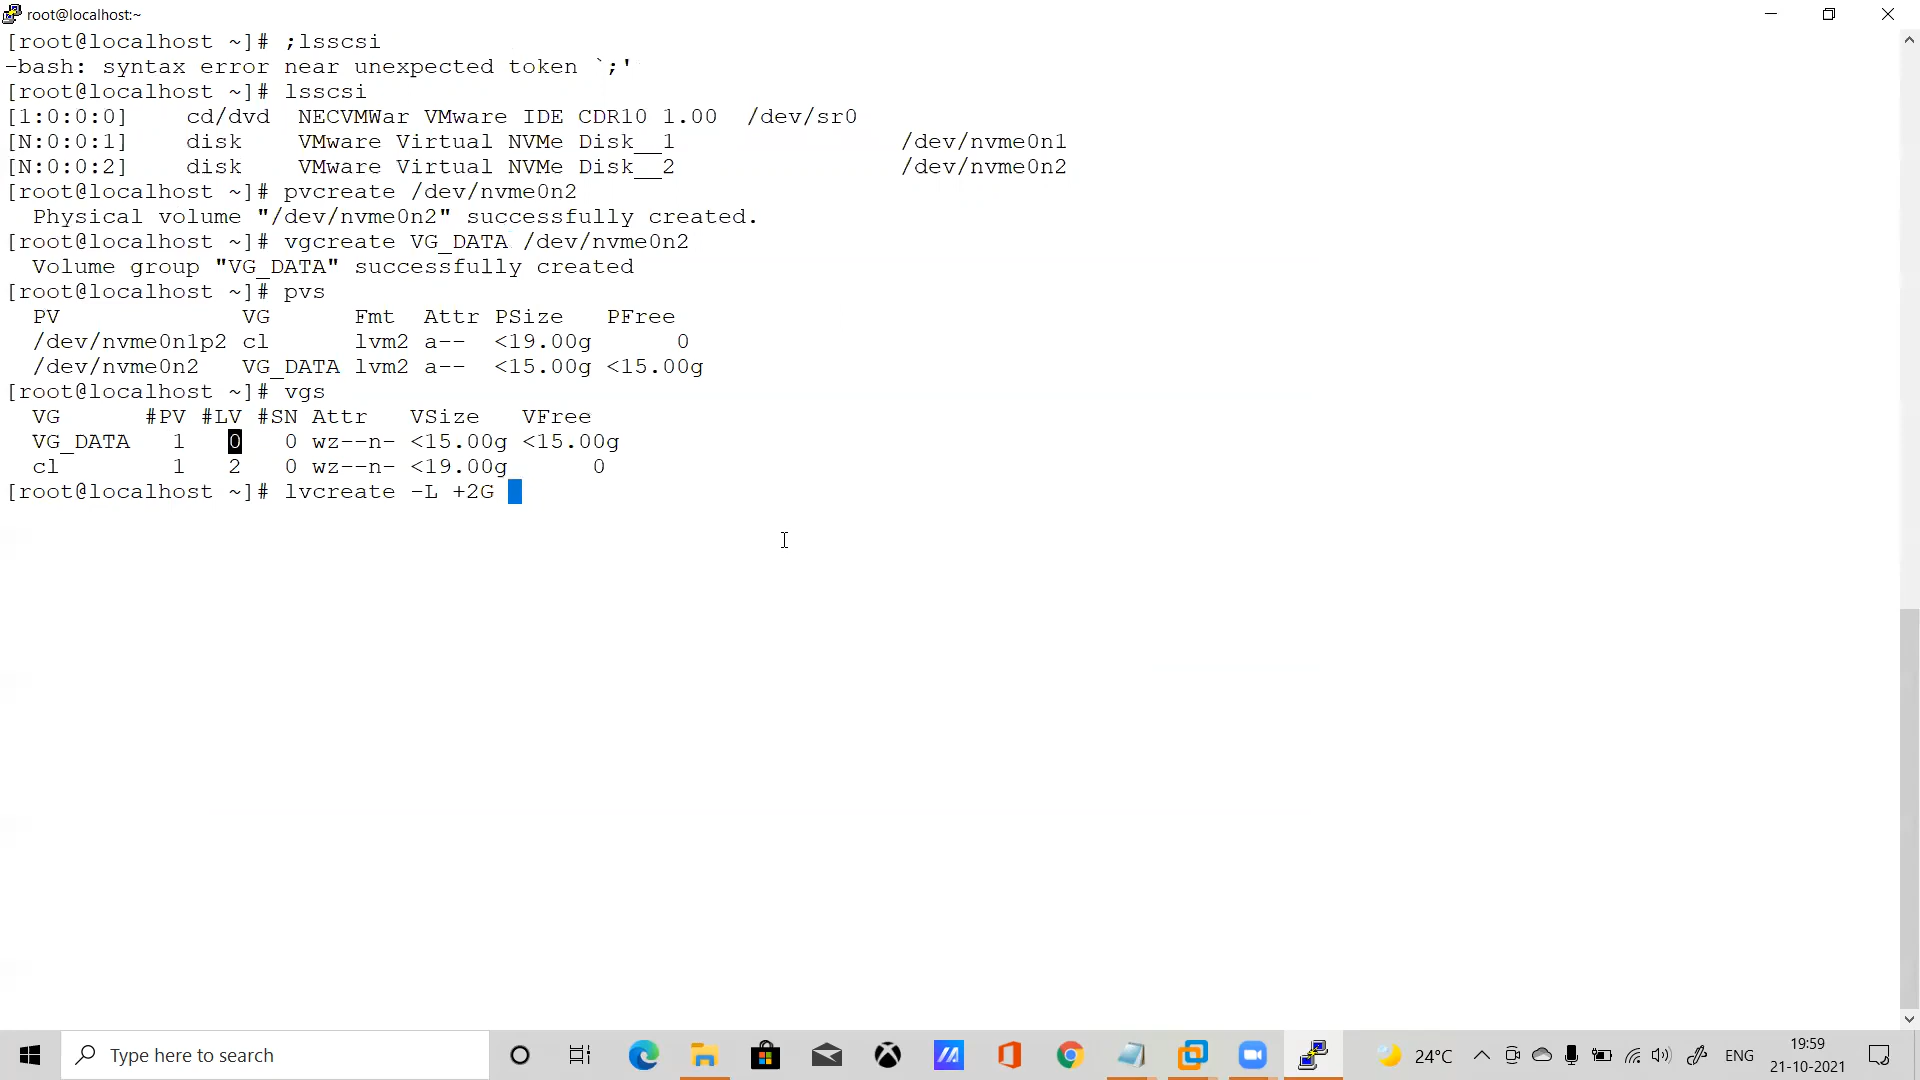 root@localhost:~
[root@localhost ~]# ;lsscsi
-bash: syntax error near unexpected token `;'
[root@localhost ~]# lsscsi
[1:0:0:0]    cd/dvd  NECVMWar VMware IDE CDR10 1.00  /dev/sr0
[N:0:0:1]    disk    VMware Virtual NVMe Disk__1                /dev/nvme0n1
[N:0:0:2]    disk    VMware Virtual NVMe Disk__2                /dev/nvme0n2
[root@localhost ~]# pvcreate /dev/nvme0n2
  Physical volume "/dev/nvme0n2" successfully created.
[root@localhost ~]# vgcreate VG_DATA /dev/nvme0n2
  Volume group "VG_DATA" successfully created
[root@localhost ~]# pvs
  PV             VG      Fmt  Attr PSize   PFree
  /dev/nvme0n1p2 cl      lvm2 a--  <19.00g      0
  /dev/nvme0n2   VG_DATA lvm2 a--  <15.00g <15.00g
[root@localhost ~]# vgs
  VG      #PV #LV #SN Attr   VSize   VFree
  VG_DATA   1   0   0 wz--n- <15.00g <15.00g
  cl        1   2   0 wz--n- <19.00g      0
[root@localhost ~]# lvcreate -L +2G
Type here to search
24°C
ENG
19:59
21-10-2021